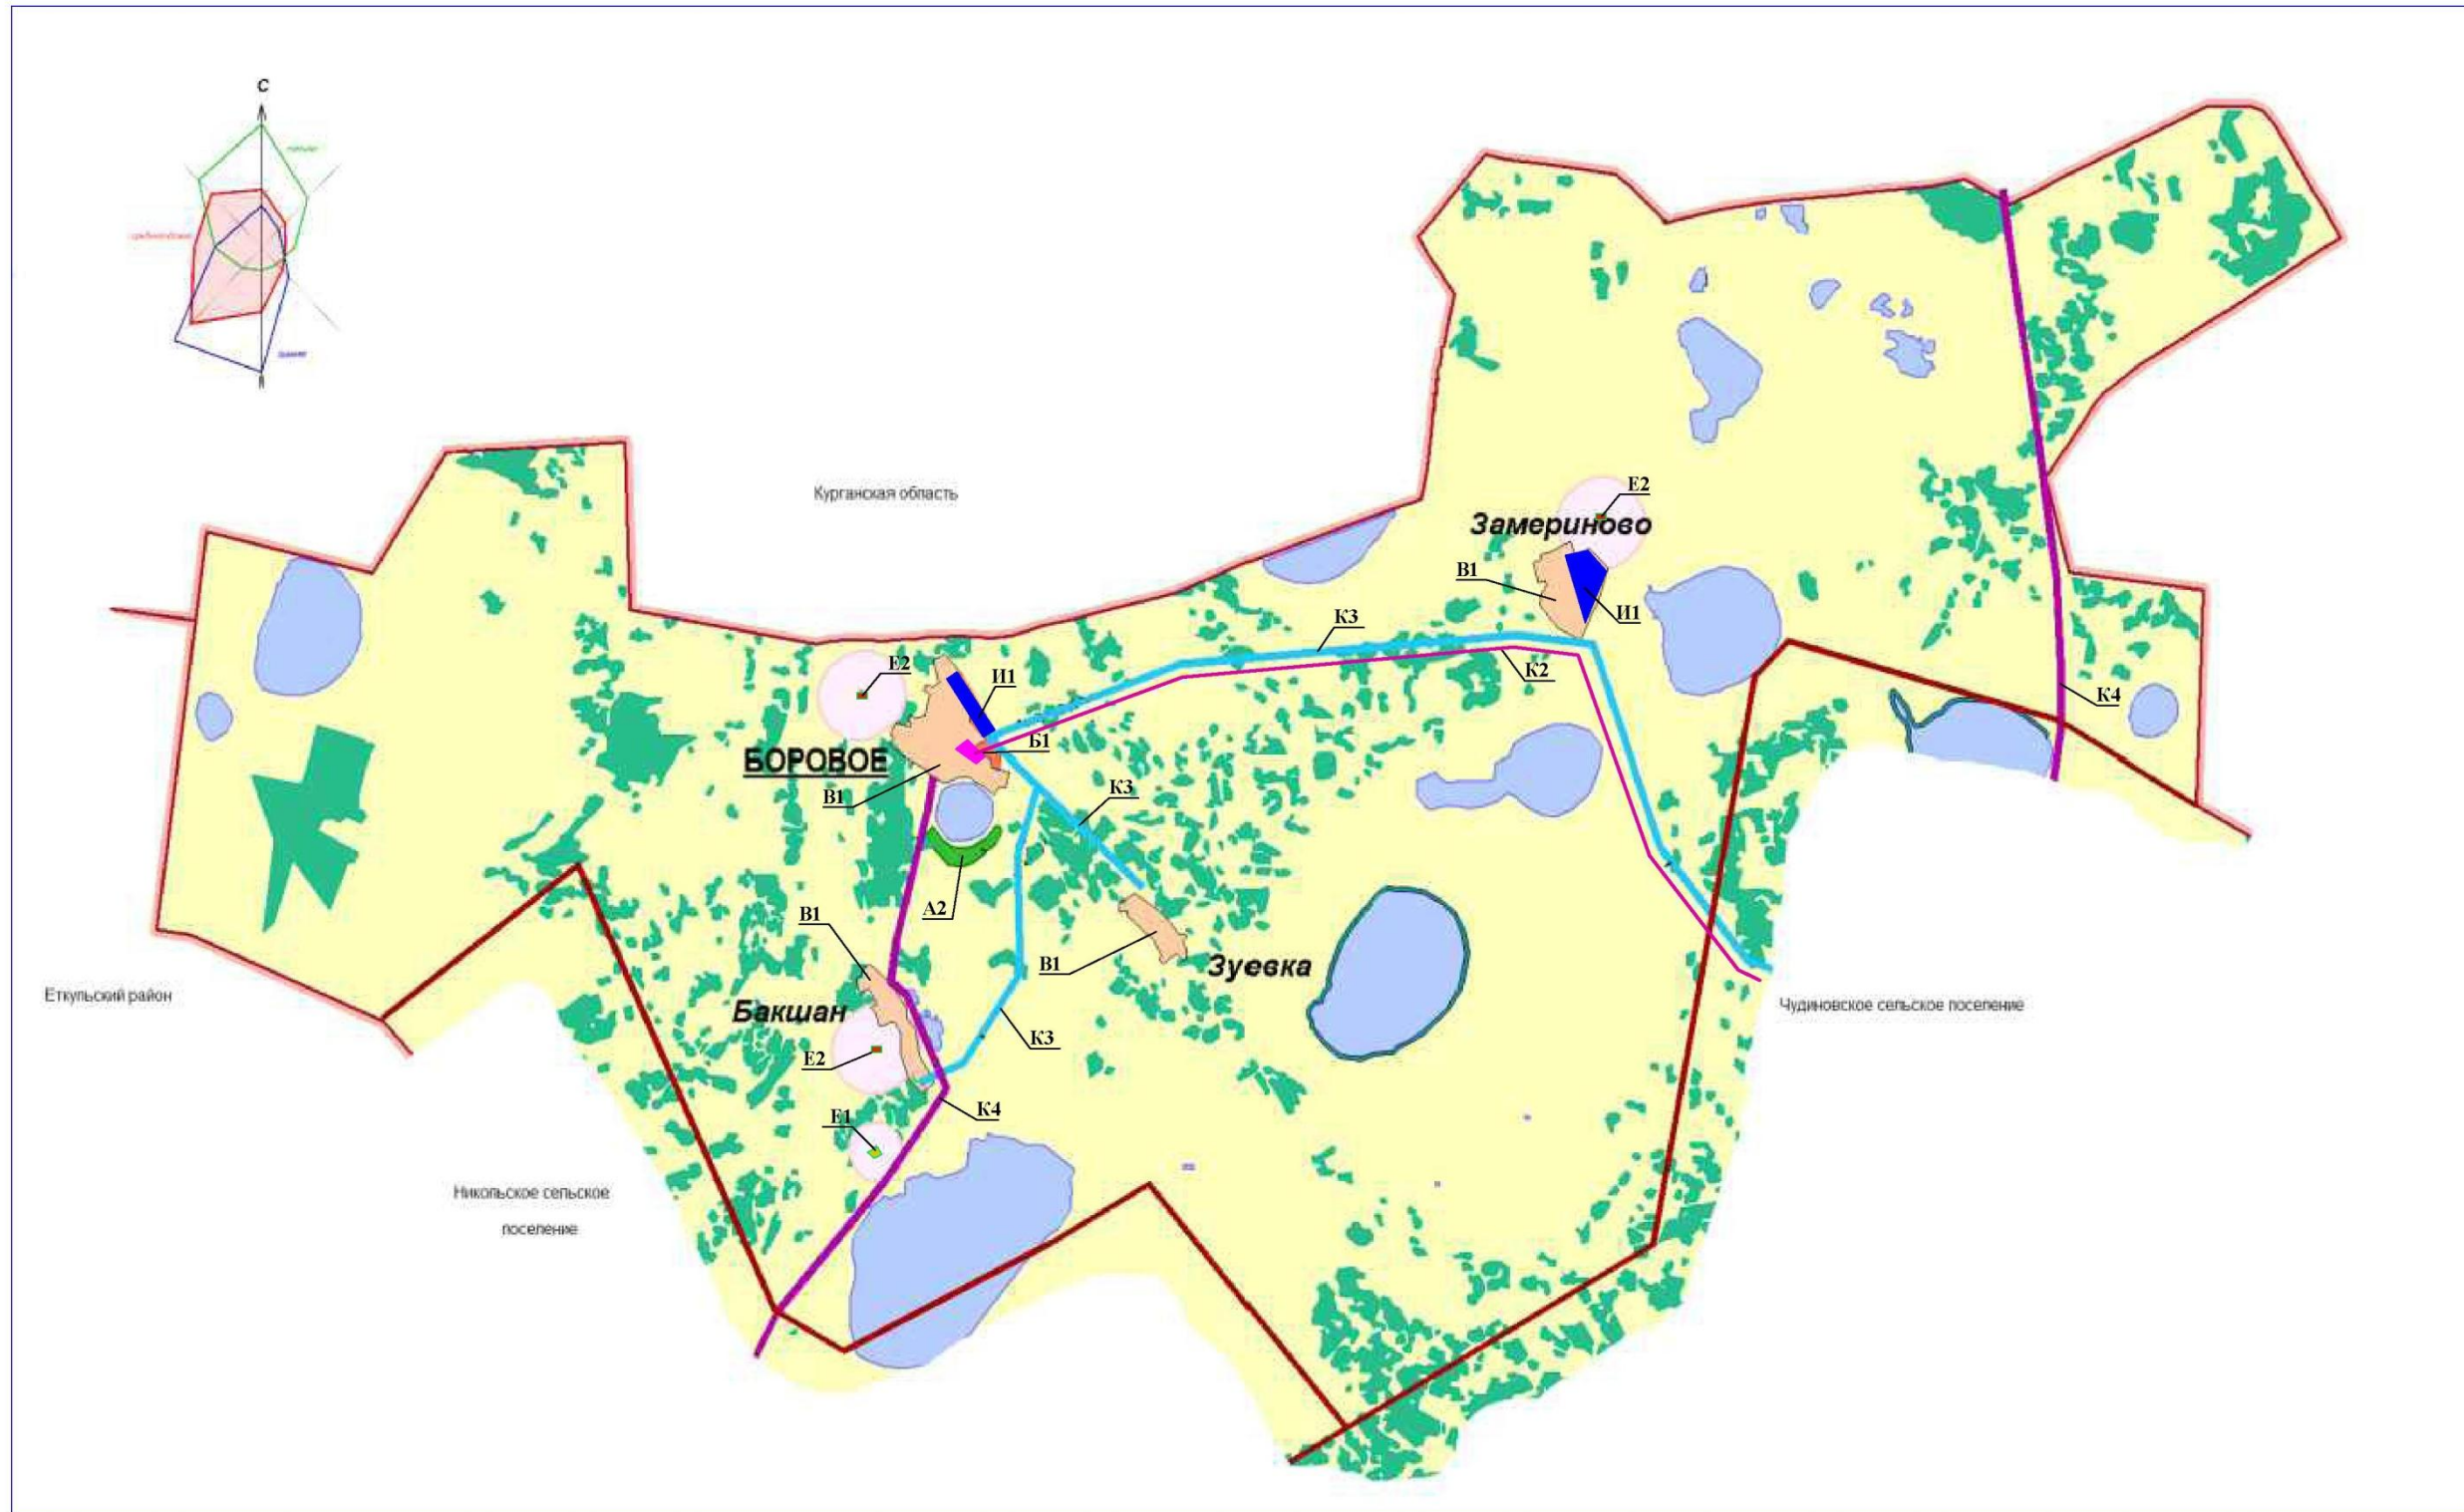 С
Курганская область
Е2
Замериново
В1
И1
К3
К2
Е2
И1
К4
Б1
БОРОВОЕ
В1
К3
А2
В1
В1
Зуевка
Еткульский район
Чудиновское сельское поселение
Бакшан
К3
Е2
К4
Е1
Никольское сельское
поселение